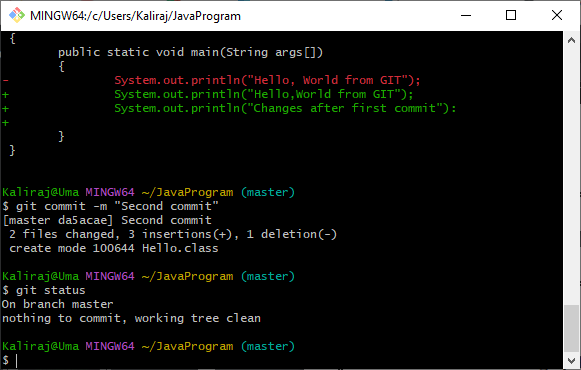 MINGW64:/c/Users/Kaliraj/JavaProgram
{
public static void main(String args[])
{
- System.out.println("Hello, World from GIT");
+ System.out.println("Hello,World from GIT");
+ System.out.println("Changes after first commit"):
+
}
}
Kaliraj@Uma MINGW64 ~/JavaProgram (master)
$ git commit -m "Second commit"
[master da5acae] Second commit
2 files changed, 3 insertions(+), 1 deletion(-)
create mode 100644 Hello.class
Kaliraj@Uma MINGW64 ~/JavaProgram (master)
$ git status
On branch master
nothing to commit, working tree clean
Kaliraj@Uma MINGW64 ~/JavaProgram (master)
$